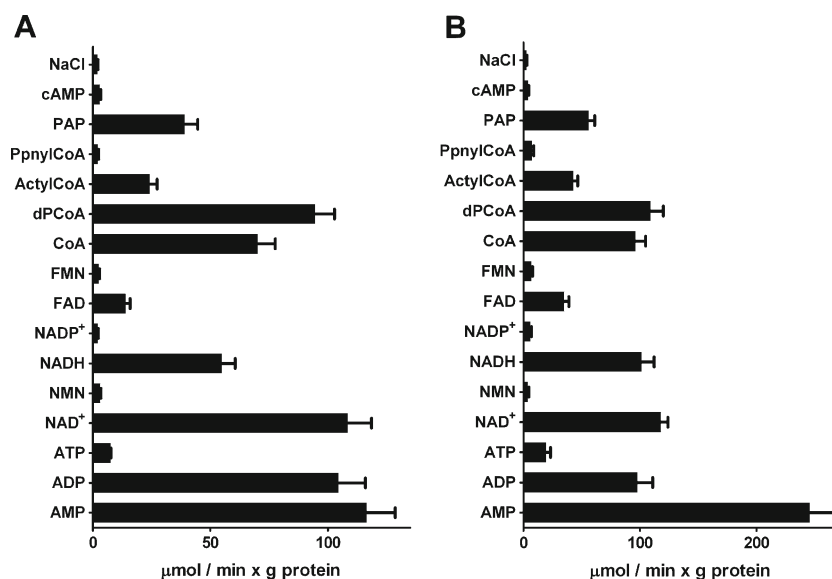 A
NaCl
cAMP
PAP
PpnylCoA
ActylCoA
dPCoA
CoA
FMN
FAD
NADP⁺
NADH
NMN
NAD⁺
ATP
ADP
AMP
0 50 100
μmol / min x g protein
B
NaCl
cAMP
PAP
PpnylCoA
ActylCoA
dPCoA
CoA
FMN
FAD
NADP⁺
NADH
NMN
NAD⁺
ATP
ADP
AMP
0 100 200
μmol / min x g protein